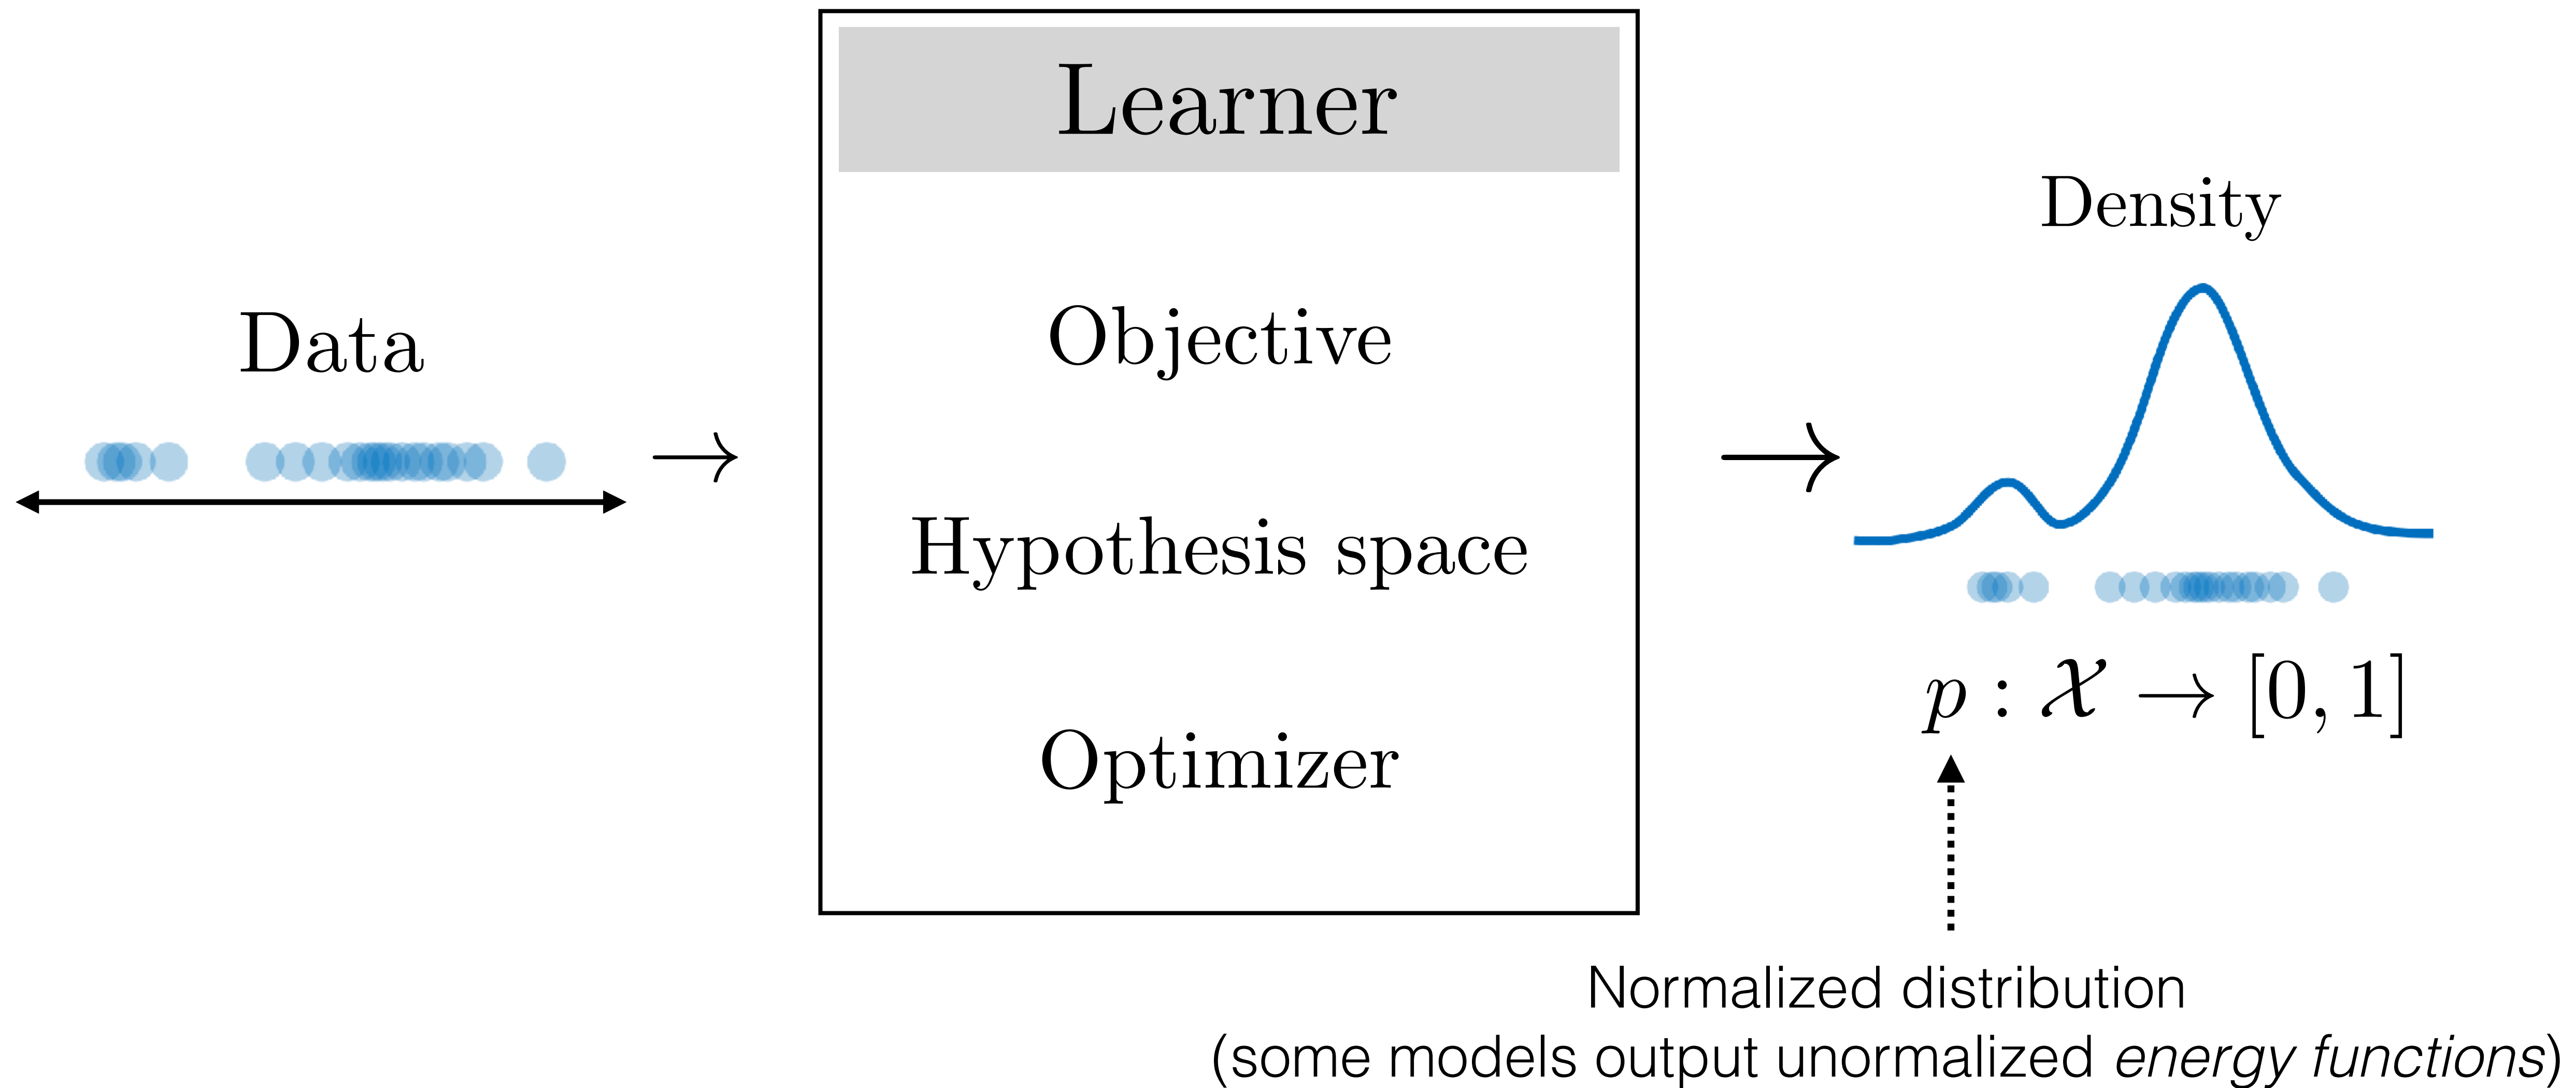 Learner
Data
Objective
Hypothesis space
Optimizer
Density
p : 𝒳 → [0, 1]
Normalized distribution
(some models output unormalized energy functions)